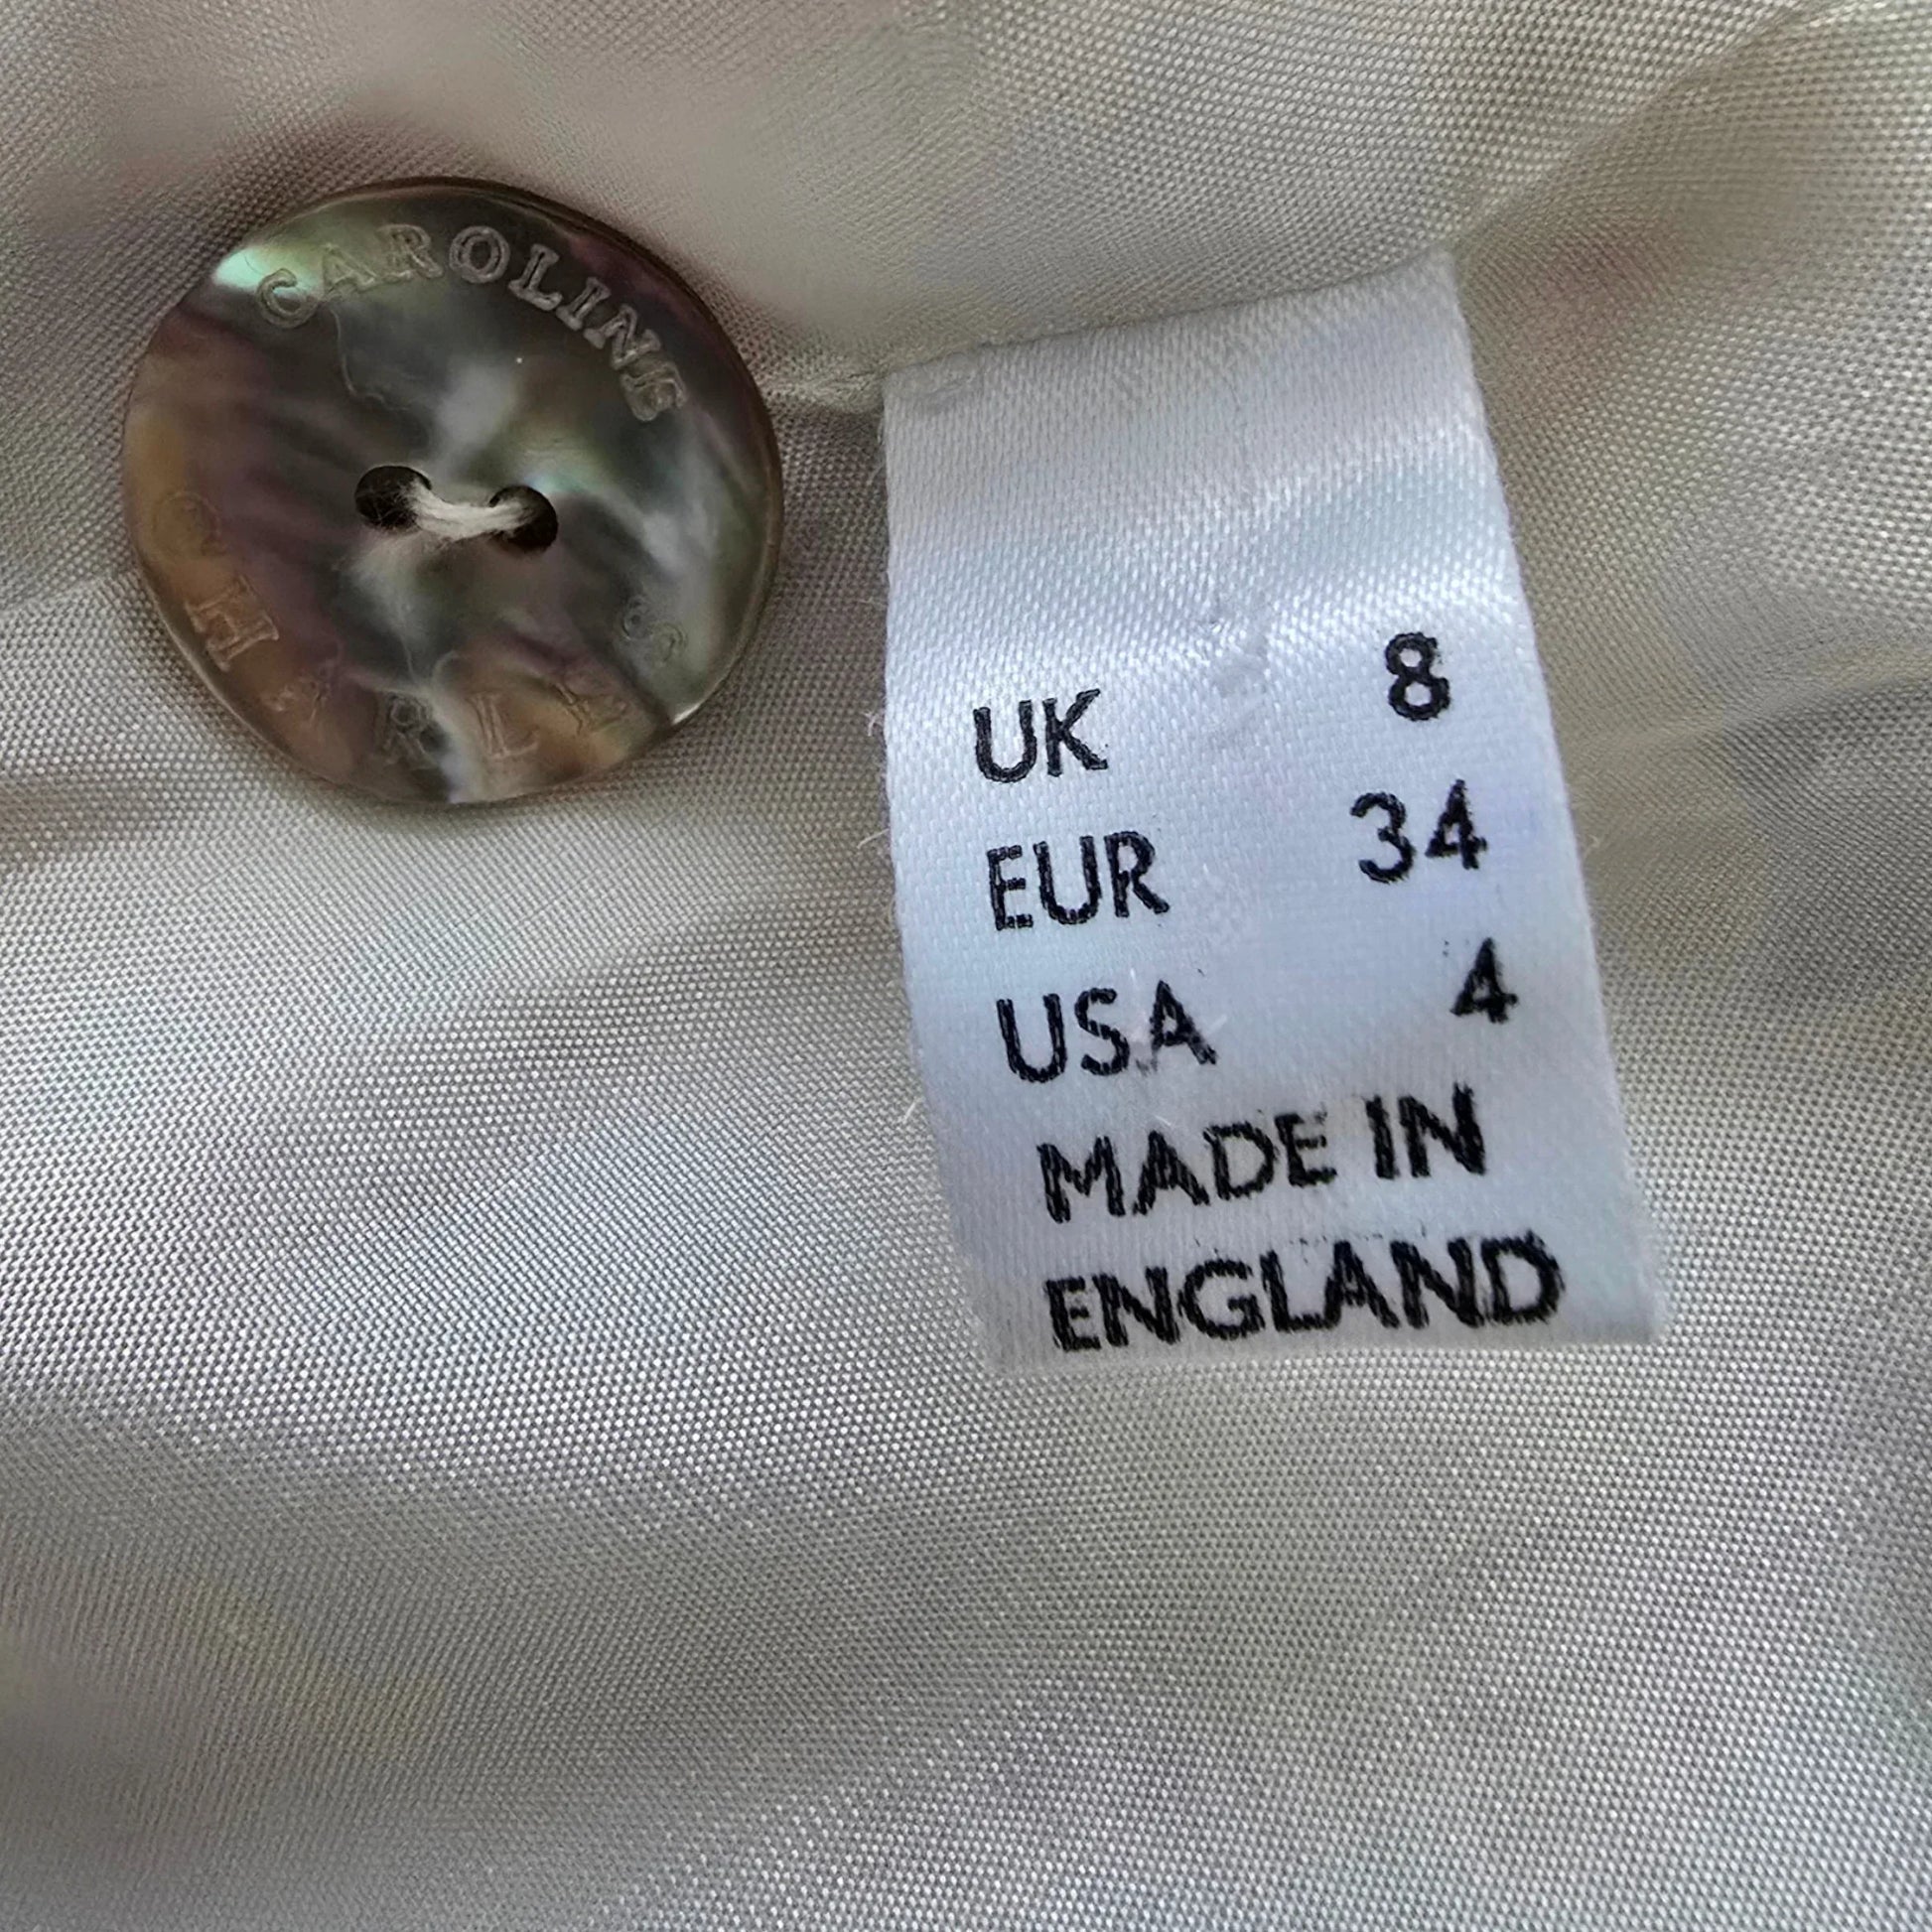 CAROLINE
CHARLES
UK 8
EUR 34
USA 4
MADE IN
ENGLAND